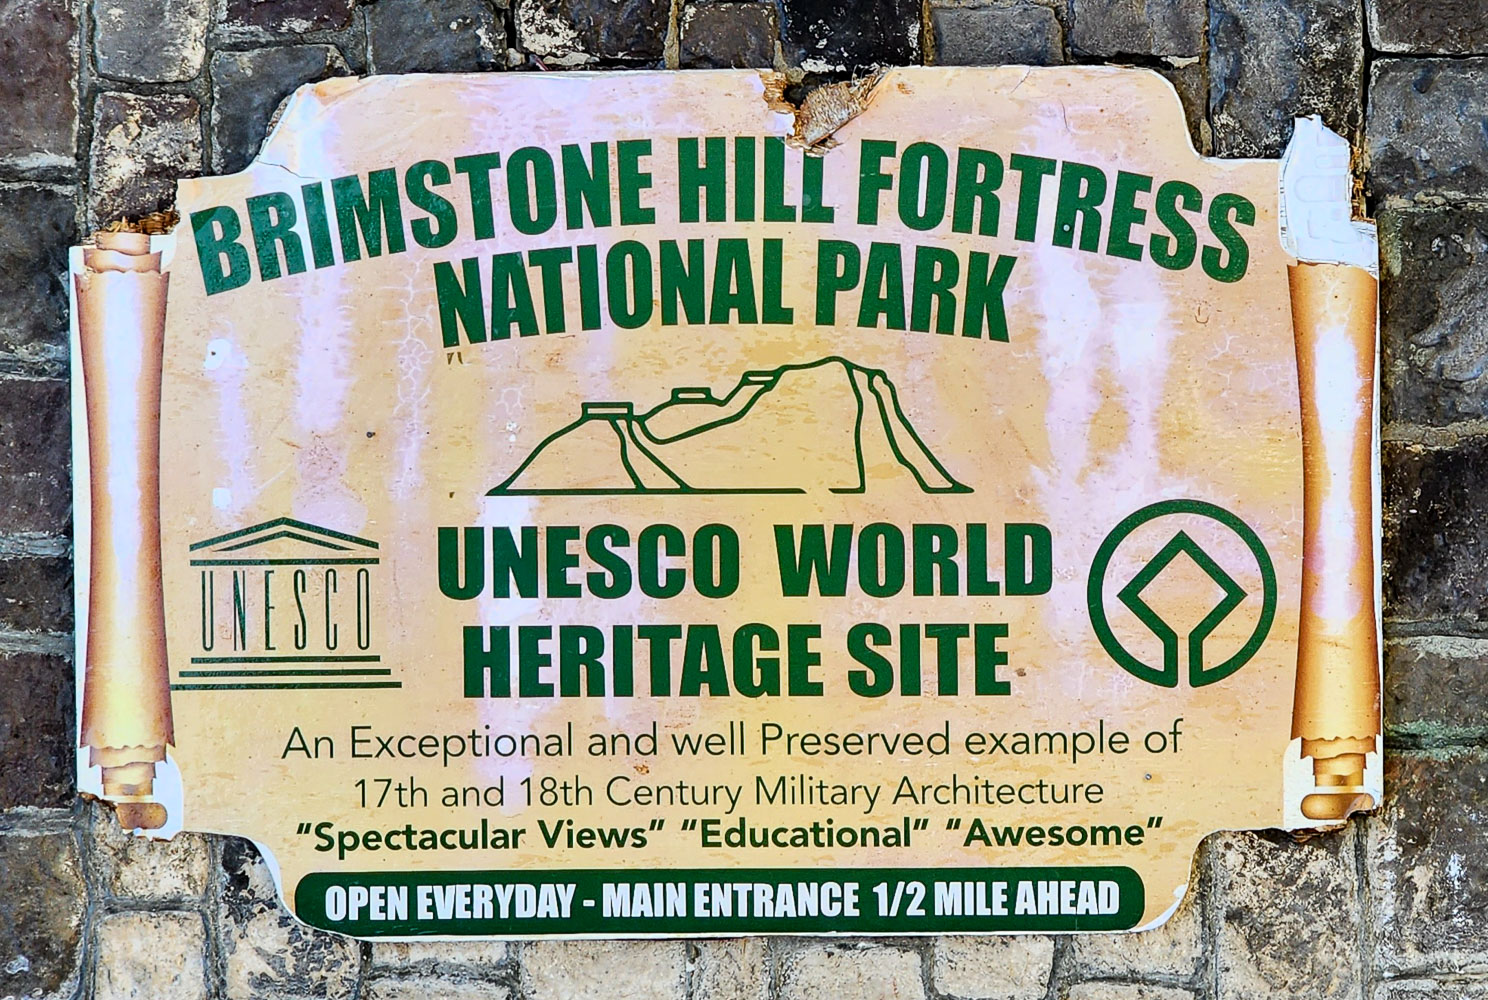 BRIMSTONE HILL FORTRESS
NATIONAL PARK
UNESCO
UNESCO WORLD
HERITAGE SITE
An Exceptional and well Preserved example of
17th and 18th Century Military Architecture
“Spectacular Views” “Educational” “Awesome”
OPEN EVERYDAY - MAIN ENTRANCE 1/2 MILE AHEAD